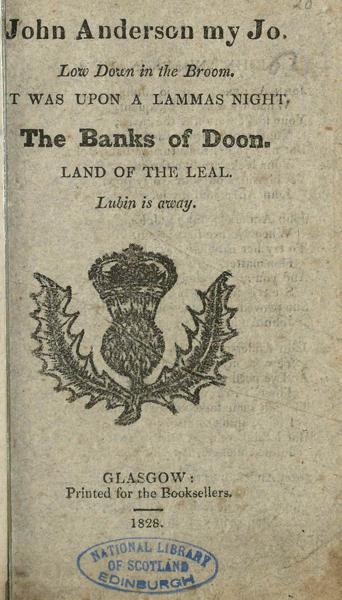 John Anderson my Jo.
Low Down in the Broom.
T WAS UPON A LAMMAS NIGHT.
The Banks of Doon.
LAND OF THE LEAL.
Lubin is away.
GLASGOW:
Printed for the Booksellers.
1828.
NATIONAL LIBRARY
OF SCOTLAND
EDINBURGH